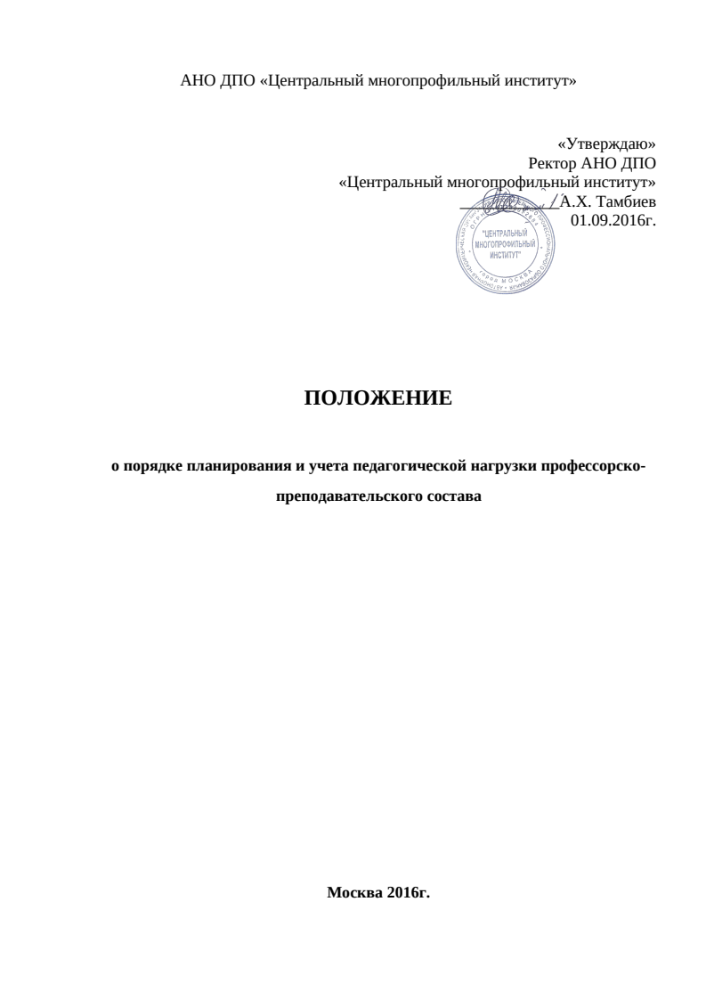 АНО ДПО «Центральный многопрофильный институт»
«Утверждаю»
Ректор АНО ДПО
«Центральный многопрофильный институт»
А.Х. Тамбиев
01.09.2016г.
"ЦЕНТРАЛЬНЫЙ
МНОГОПРОФИЛЬНЫЙ
ИНСТИТУТ"
город МОСКВА
ПОЛОЖЕНИЕ
о порядке планирования и учета педагогической нагрузки профессорско-
преподавательского состава
Москва 2016г.